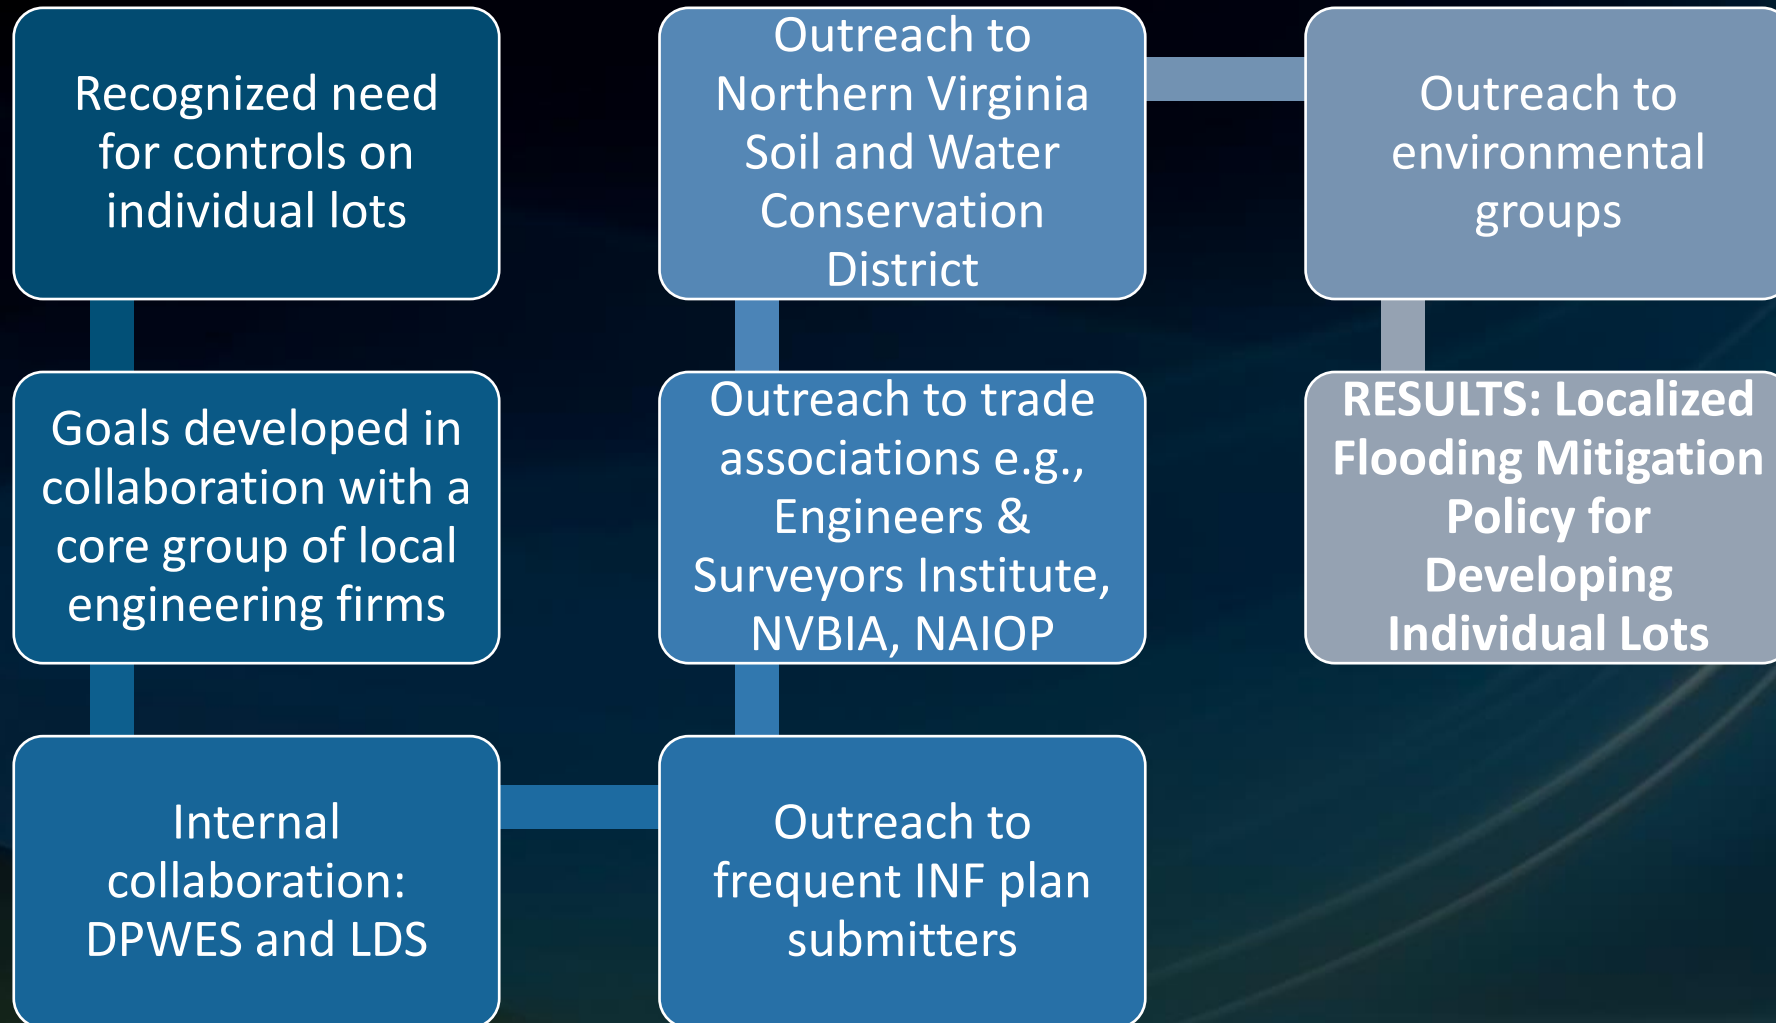 Recognized need
for controls on
individual lots
Goals developed in
collaboration with a
core group of local
engineering firms
Internal
collaboration:
DPWES and LDS
Outreach to
frequent INF plan
submitters
Outreach to trade
associations e.g.,
Engineers &
Surveyors Institute,
NVBIA, NAIOP
Outreach to
Northern Virginia
Soil and Water
Conservation
District
Outreach to
environmental
groups
RESULTS: Localized
Flooding Mitigation
Policy for
Developing
Individual Lots